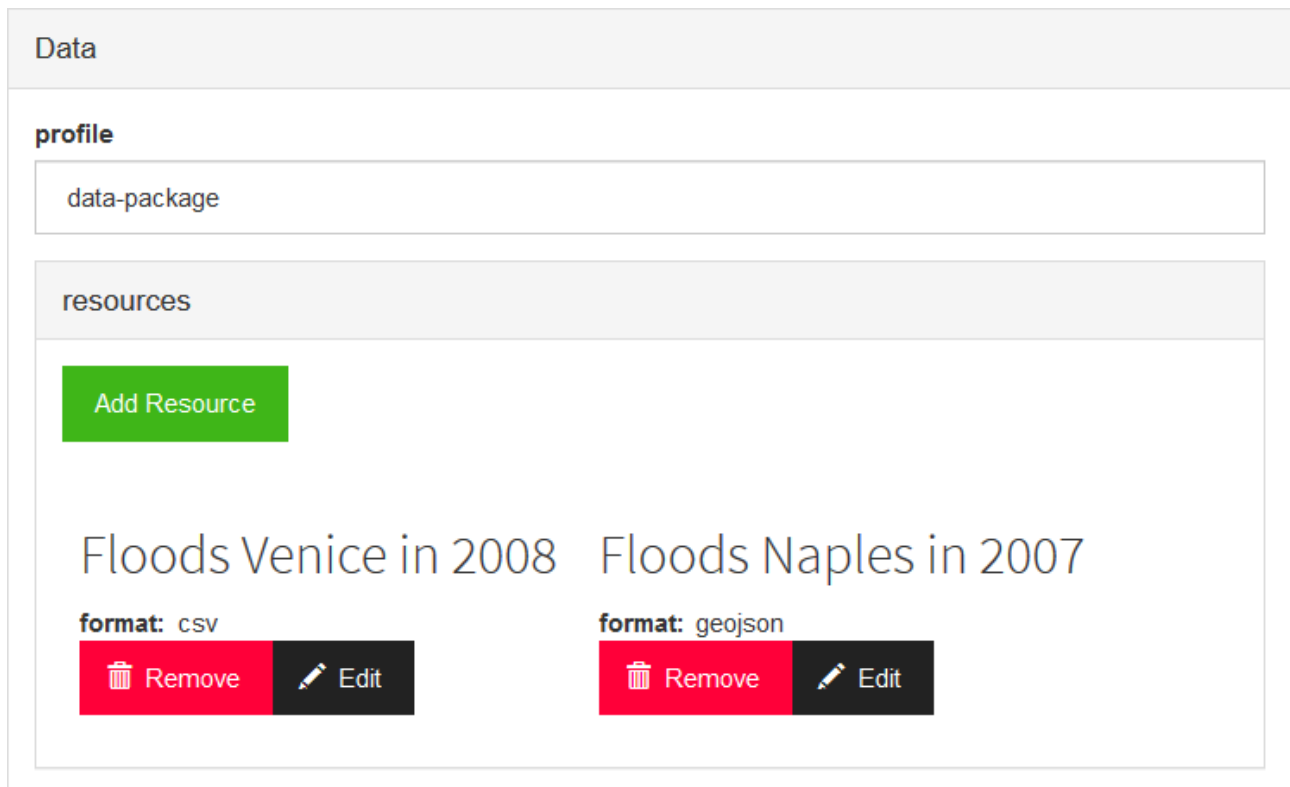 Data
profile
data-package
resources
Add Resource
Floods Venice in 2008
format: csv
Remove
Edit
Floods Naples in 2007
format: geojson
Remove
Edit